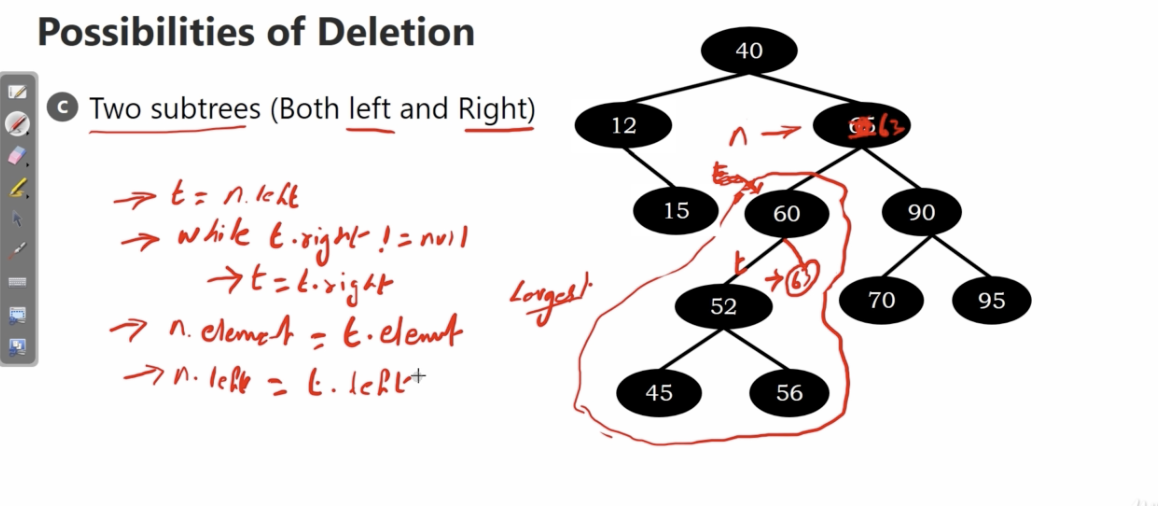 Possibilities of Deletion
C Two subtrees (Both left and Right)
→ t = n.left
→ while t.right != null
→ t = t.right
→ n.element = t.element
→ n.left = t.left
40
12
n →
63
t
15
60
90
t
→ 63
Largest
52
70
95
45
56